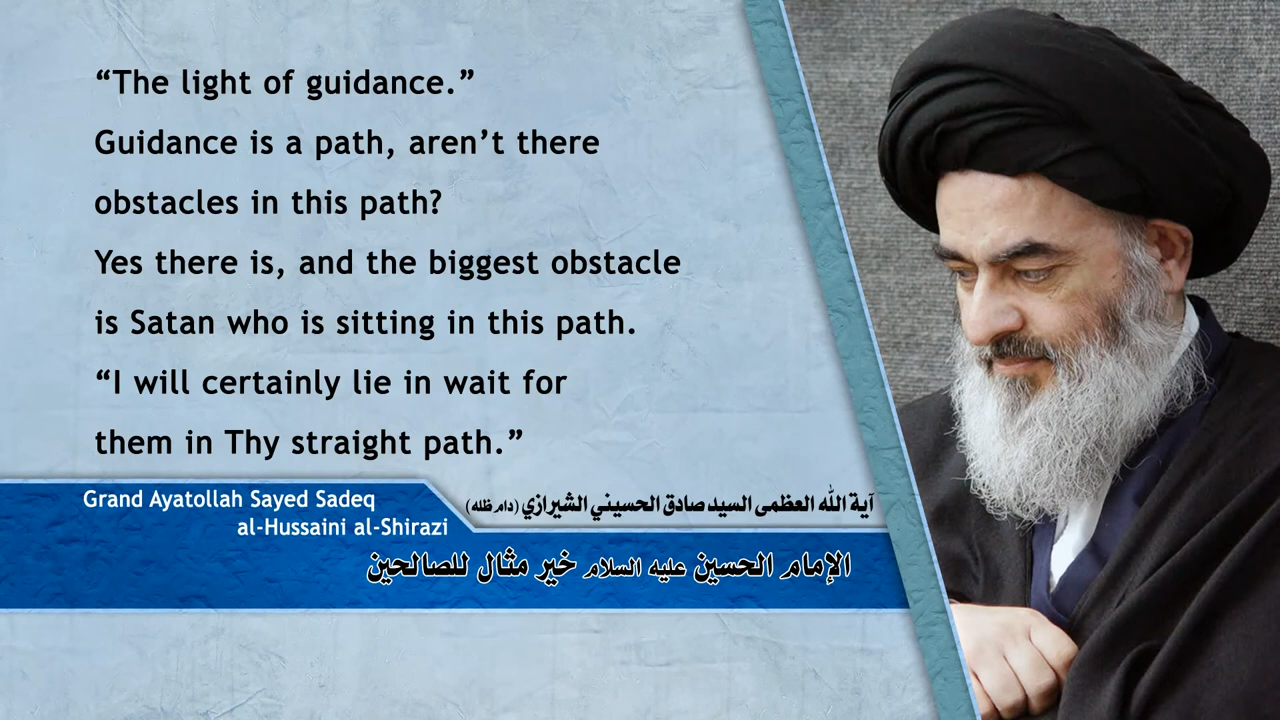 “The light of guidance.”
Guidance is a path, aren’t there
obstacles in this path?
Yes there is, and the biggest obstacle
is Satan who is sitting in this path.
“I will certainly lie in wait for
them in Thy straight path.”
Grand Ayatollah Sayed Sadeq
al-Hussaini al-Shirazi
آية الله العظمى السيد صادق الحسيني الشيرازي (دام ظله)
الإمام الحسين عليه السلام خير مثال للصالحين